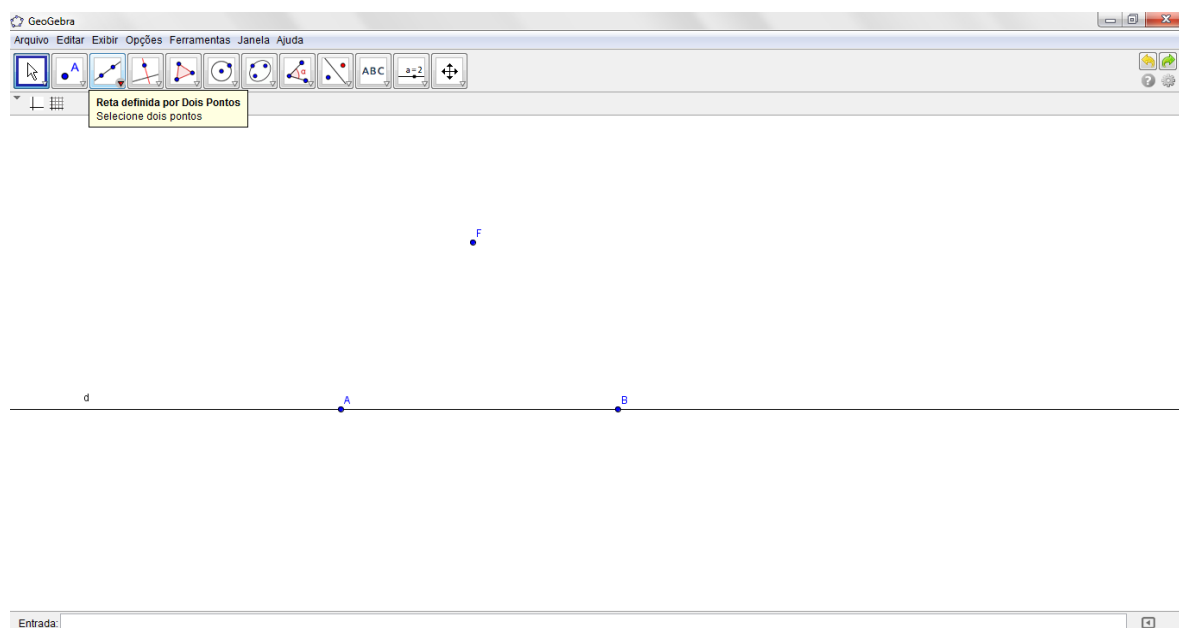 GeoGebra
Arquivo Editar Exibir Opções Ferramentas Janela Ajuda
A
α
ABC
a=2
Reta definida por Dois Pontos
Selecione dois pontos
F
d
A
B
Entrada: